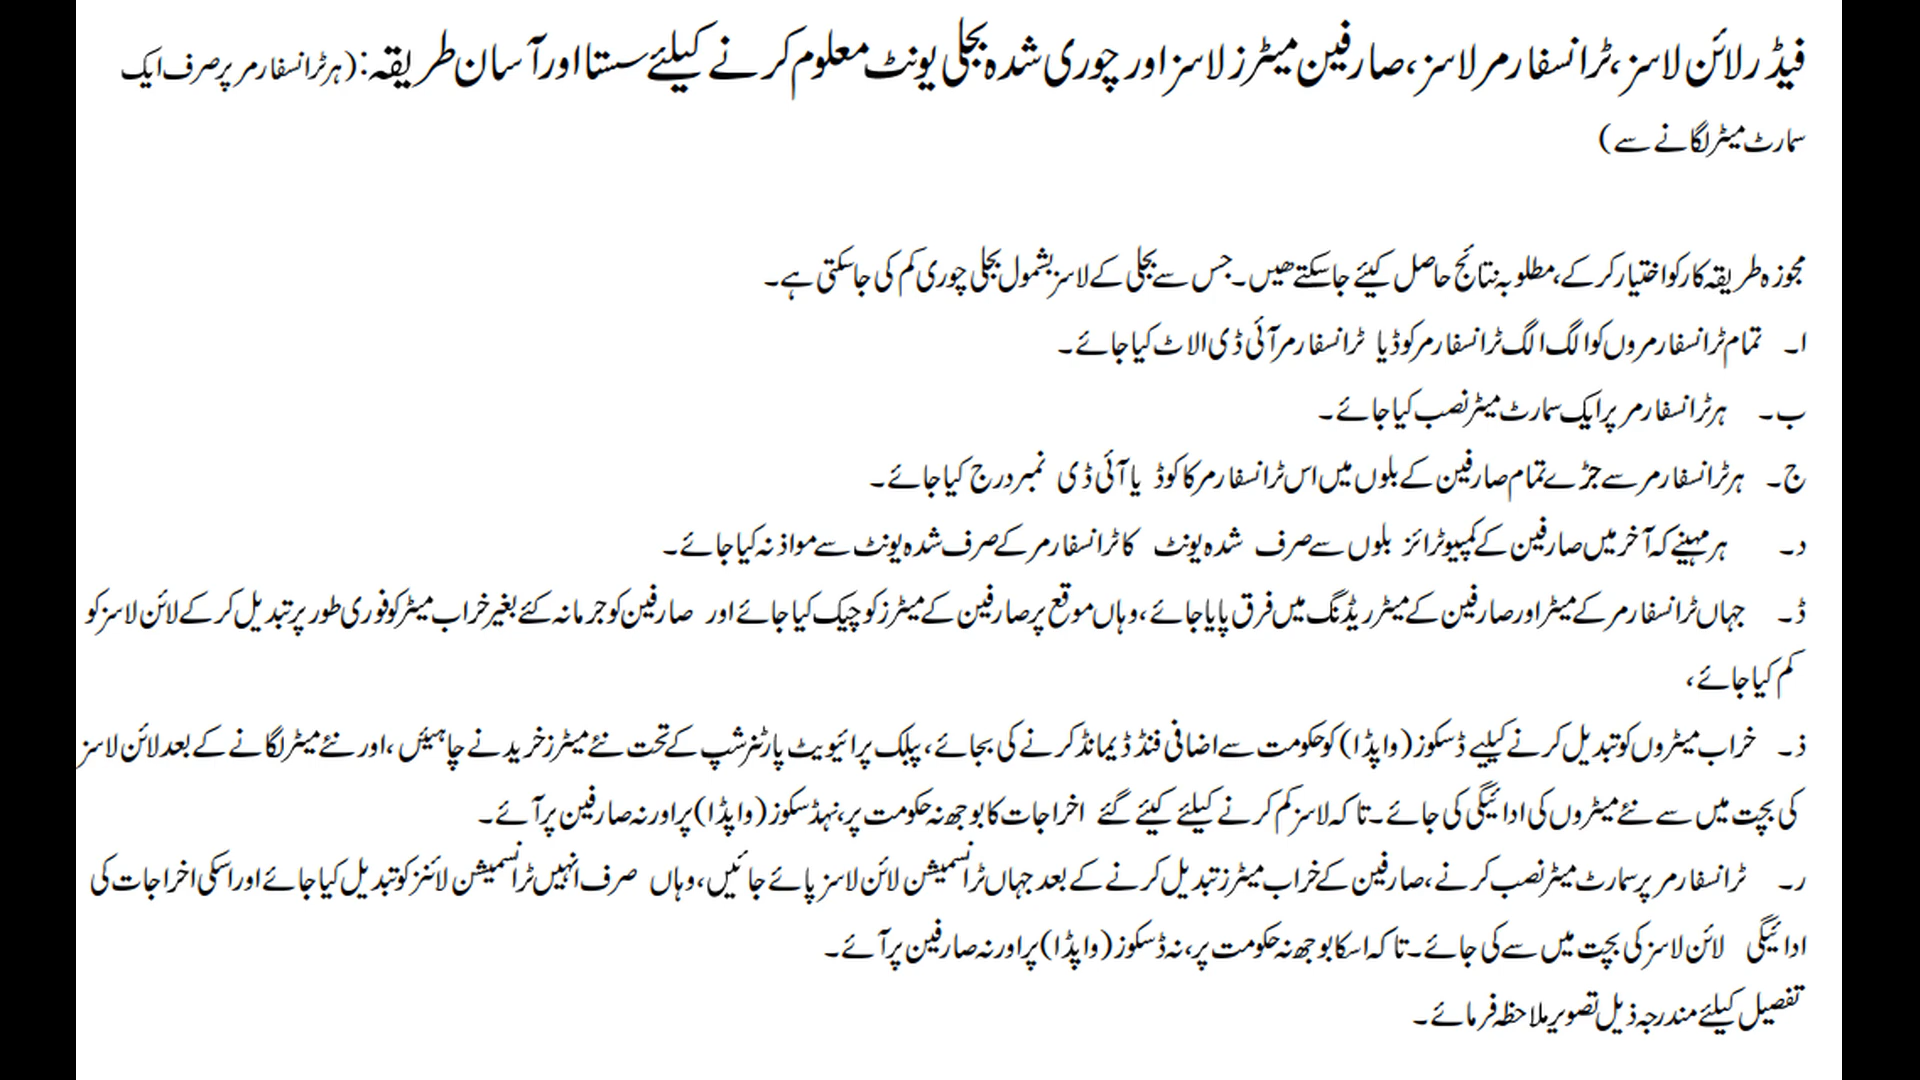 فیڈ رلائن لاسز،ٹرانسفارمر لاسز،صارفین میٹرز لاسز اور چوری شدہ بجلی یونٹ معلوم کرنے کیلئے سستا اور آسان طریقہ:(ہر ٹرانسفارمر پر صرف ایک
سمارٹ میٹر لگانے سے)
مجوزہ طریقہ کار کو اختیار کرکے، مطلوبہ نتائج حاصل کیئے جاسکتے ھیں۔ جس سے بجلی کے لاسز بشمول بجلی چوری کم کی جاسکتی ہے۔
ا۔ تمام ٹرانسفارمروں کو الگ الگ ٹرانسفارمر کوڈ یا ٹرانسفارمر آئی ڈی الاٹ کیا جائے۔
ب۔ ہر ٹرانسفارمر پر ایک سمارٹ میٹر نصب کیا جائے۔
ج۔ ہر ٹرانسفارمر سے جڑے تمام صارفین کے بلوں میں اس ٹرانسفارمر کا کوڈ یا آئی ڈی نمبر درج کیا جائے۔
د۔ ہر مہینے کہ آخر میں صارفین کے کمپیوٹرائز بلوں سے صرف شدہ یونٹ کا ٹرانسفارمر کے صرف شدہ یونٹ سے مواذنہ کیا جائے۔
ڈ۔ جہاں ٹرانسفارمر کے میٹر اور صارفین کے میٹر ریڈنگ میں فرق پایا جائے، وہاں موقع پر صارفین کے میٹرز کو چیک کیا جائے اور صارفین کو جرمانہ کئے بغیر خراب میٹر کو فوری طور پر تبدیل کرکے لائن لاسز کو
کم کیا جائے،
ذ۔ خراب میٹروں کو تبدیل کرنے کیلیے ڈسکوز (واپڈا) کو حکومت سے اضافی فنڈ ڈیمانڈ کرنے کی بجائے، پبلک پرائیویٹ پارٹنرشپ کے تحت نئے میٹرز خریدنے چاہیئں، اور نئے میٹر لگانے کے بعد لائن لاسز
کی بچت میں سے نئے میٹروں کی ادائیگی کی جائے۔ تاکہ لاسز کم کرنے کیلئے کیئے گئے اخراجات کا بوجھ نہ حکومت پر، نہڈسکوز (واپڈا) پر اور نہ صارفین پر آئے۔
ر۔ ٹرانسفارمر پر سمارٹ میٹر نصب کرنے، صارفین کے خراب میٹرز تبدیل کرنے کے بعد جہاں ٹرانسمیشن لائن لاسز پائے جائیں، وہاں صرف انہیں ٹرانسمیشن لائنز کو تبدیل کیا جائے اور اسکی اخراجات کی
ادائیگی لائن لاسز کی بچت میں سے کی جائے۔ تاکہ اسکا بوجھ نہ حکومت پر، نہ ڈسکوز (واپڈا) پر اور نہ صارفین پر آئے۔
تفصیل کیلئے مندرجہ ذیل تصویر ملاحظہ فرمائے۔